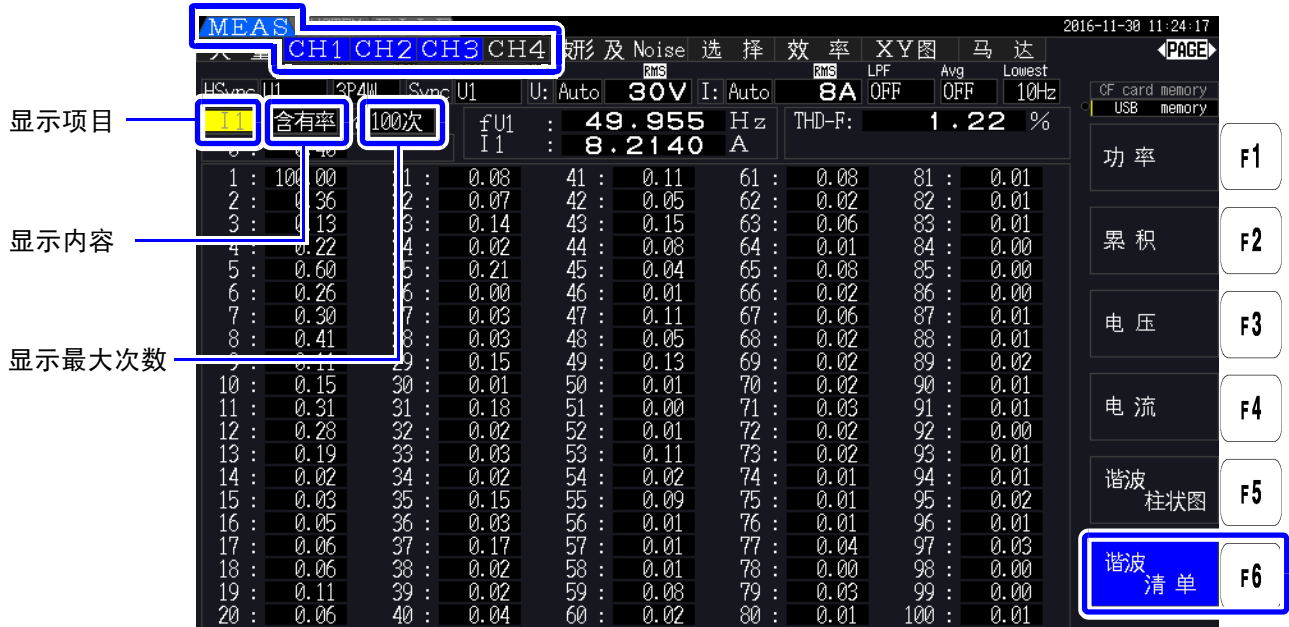 MEAS
2016-11-30 11:24:17
CH1 CH2 CH3 CH4 波形 及 Noise 选 择 效 率 XY图 马 达
PAGE
RMS RMS LPF Avg Lowest
U1 3P4W Sync U1 U: Auto 30V I: Auto 8A OFF OFF 10Hz
CF card memory
USB memory
显示项目
I1 含有率 100次
fU1 : 49.955 Hz THD-F: 1.22 %
I1 : 8.2140 A
显示内容
显示最大次数
1 : 100.00 : 0.08 41 : 0.11 61 : 0.08 81 : 0.01
2 : .36 : 0.07 42 : 0.05 62 : 0.02 82 : 0.01
3 : .13 : 0.14 43 : 0.15 63 : 0.06 83 : 0.01
4 : 0.22 : 0.02 44 : 0.08 64 : 0.01 84 : 0.00
5 : 0.60 : 0.21 45 : 0.04 65 : 0.08 85 : 0.00
6 : 0.26 : 0.00 46 : 0.01 66 : 0.02 86 : 0.00
7 : 0.30 : 0.03 47 : 0.11 67 : 0.06 87 : 0.01
8 : 0.41 : 0.03 48 : 0.05 68 : 0.02 88 : 0.01
29 : 0.15 49 : 0.13 69 : 0.02 89 : 0.02
10 : 0.15 30 : 0.01 50 : 0.01 70 : 0.02 90 : 0.01
11 : 0.31 31 : 0.18 51 : 0.00 71 : 0.03 91 : 0.01
12 : 0.28 32 : 0.02 52 : 0.01 72 : 0.02 92 : 0.00
13 : 0.19 33 : 0.03 53 : 0.11 73 : 0.02 93 : 0.01
14 : 0.02 34 : 0.02 54 : 0.02 74 : 0.01 94 : 0.01
15 : 0.03 35 : 0.15 55 : 0.09 75 : 0.01 95 : 0.02
16 : 0.05 36 : 0.03 56 : 0.01 76 : 0.01 96 : 0.01
17 : 0.06 37 : 0.17 57 : 0.01 77 : 0.04 97 : 0.03
18 : 0.06 38 : 0.02 58 : 0.01 78 : 0.00 98 : 0.00
19 : 0.11 39 : 0.02 59 : 0.08 79 : 0.03 99 : 0.00
20 : 0.06 40 : 0.04 60 : 0.02 80 : 0.01 100 : 0.01
功 率 F1
累 积 F2
电 压 F3
电 流 F4
谐波
柱状图 F5
谐波
清 单 F6